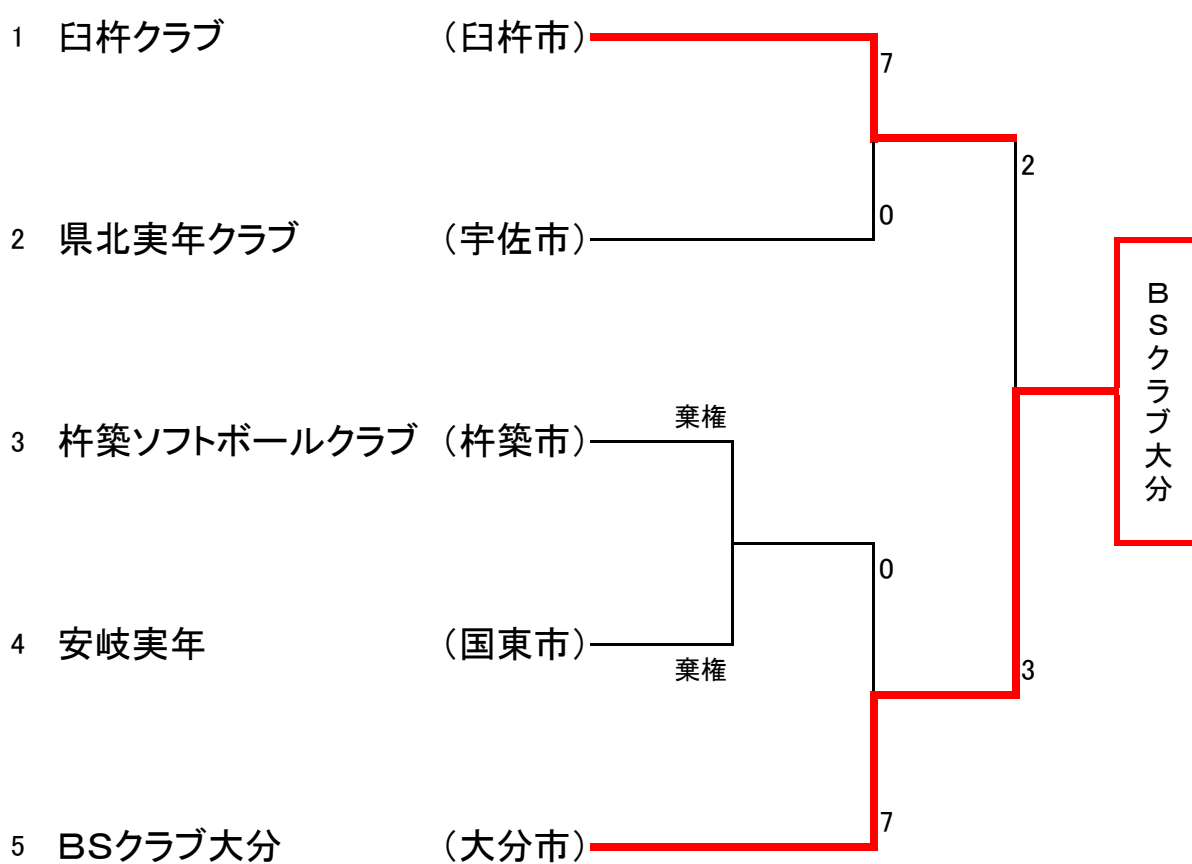 1 臼杵クラブ （臼杵市）
7
2
0
2 県北実年クラブ （宇佐市）
BSクラブ大分
棄権
3 杵築ソフトボールクラブ （杵築市）
0
4 安岐実年 （国東市）
棄権
3
7
5 BSクラブ大分 （大分市）